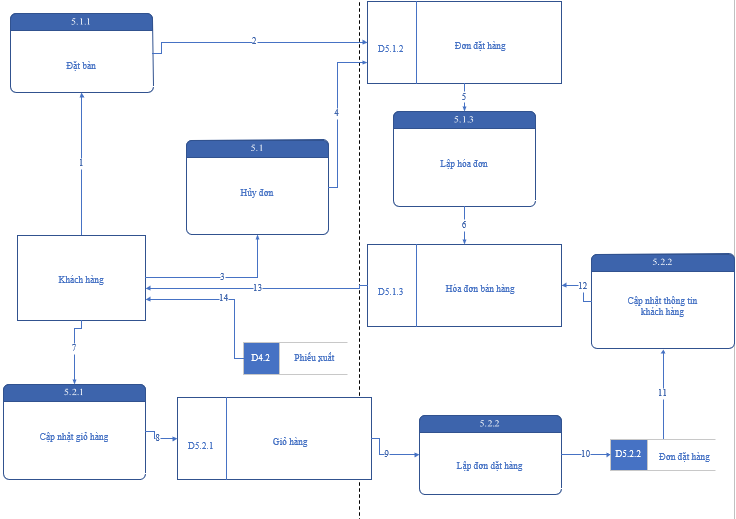 5.1.1
Đặt bàn
2
D5.1.2
Đơn đặt hàng
4
5
5.1.3
Lập hóa đơn
1
5.1
Hủy đơn
6
Khách hàng
3
13
14
D5.1.3
Hóa đơn bán hàng
12
5.2.2
Cập nhật thông tin
khách hàng
D4.2
Phiếu xuất
7
5.2.1
Cập nhật giỏ hàng
8
D5.2.1
Giỏ hàng
9
5.2.2
Lập đơn đặt hàng
10
11
D5.2.2
Đơn đặt hàng